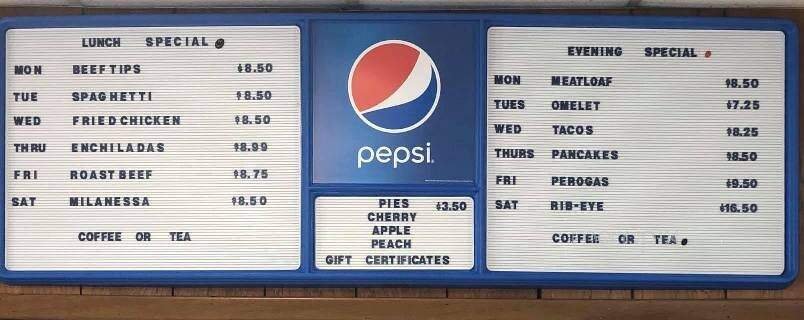 LUNCH SPECIAL
MON BEEF TIPS $8.50
TUE SPAGHETTI $8.50
WED FRIED CHICKEN $8.50
THRU ENCHILADAS $8.99
FRI ROAST BEEF $8.75
SAT MILANESSA $8.50
COFFEE OR TEA
pepsi
PIES $3.50
CHERRY
APPLE
PEACH
GIFT CERTIFICATES
EVENING SPECIAL
MON MEATLOAF $8.50
TUES OMELET $7.25
WED TACOS $8.25
THURS PANCAKES $8.50
FRI PEROGAS $9.50
SAT RIB-EYE $16.50
COFFEE OR TEA